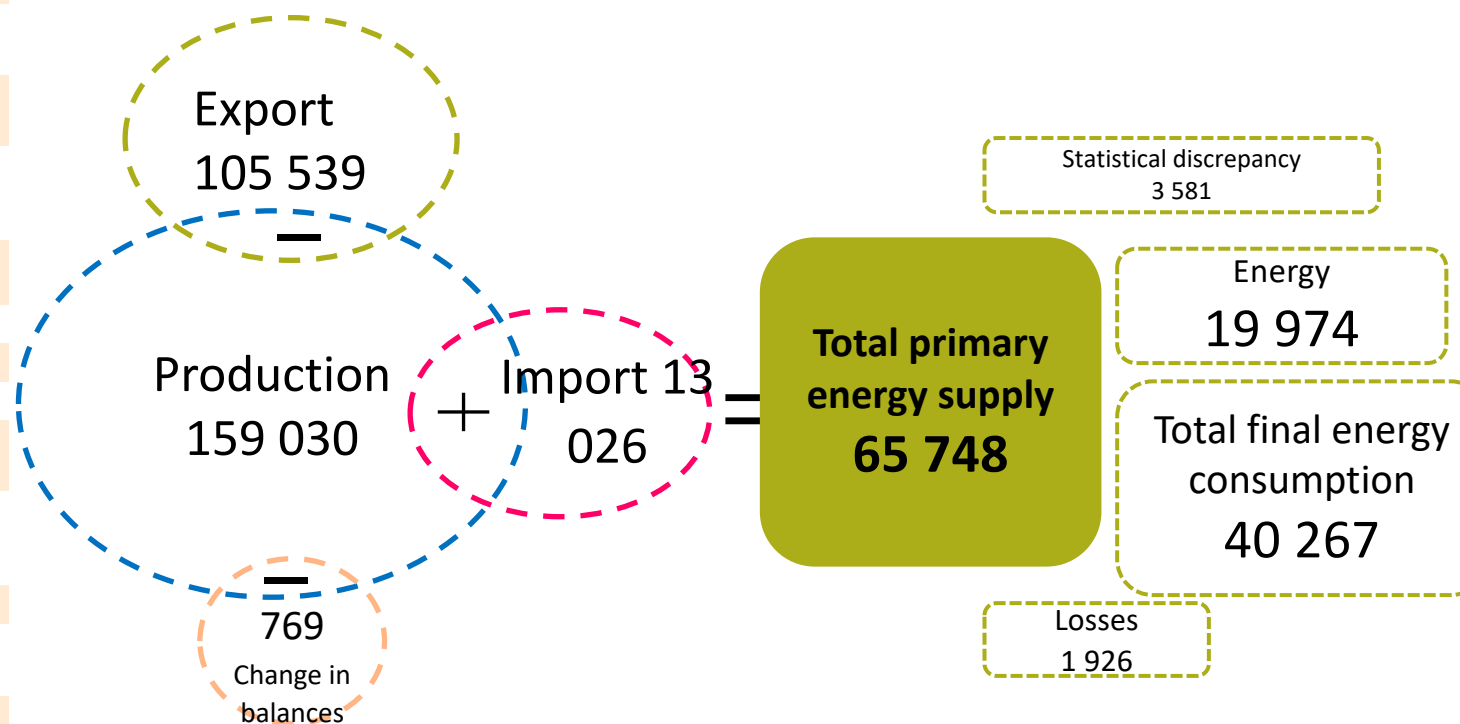 Export
105 539
—
Production
159 030
+
Import 13
026
=
—
769
Change in
balances
Total primary
energy supply
65 748
Statistical discrepancy
3 581
Energy
19 974
Total final energy
consumption
40 267
Losses
1 926